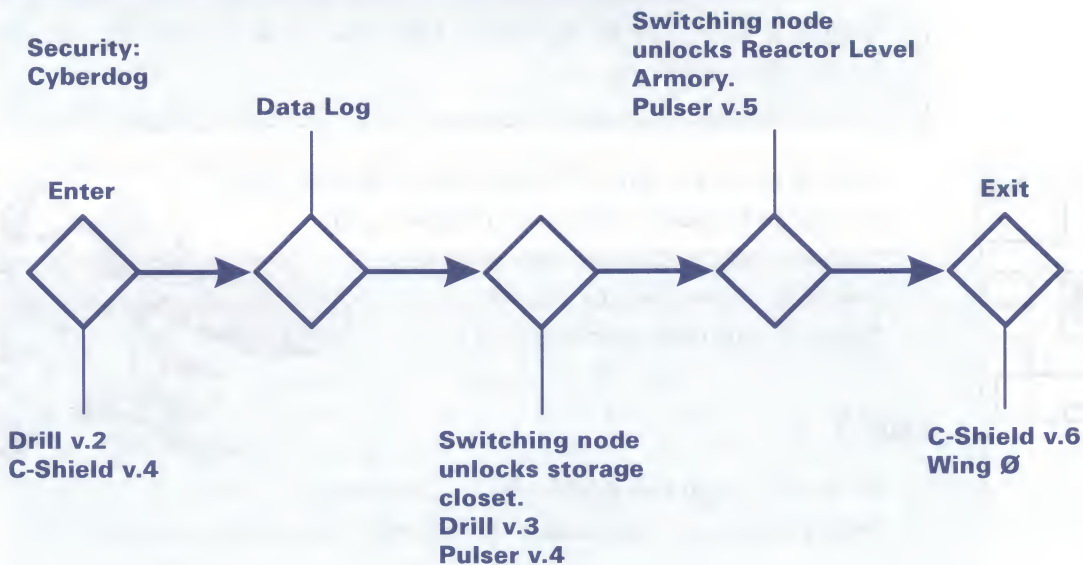 Security:
Cyberdog
Data Log
Switching node
unlocks Reactor Level
Armory.
Pulser v.5
Enter
Exit
Drill v.2
C-Shield v.4
Switching node
unlocks storage
closet.
Drill v.3
Pulser v.4
C-Shield v.6
Wing Ø